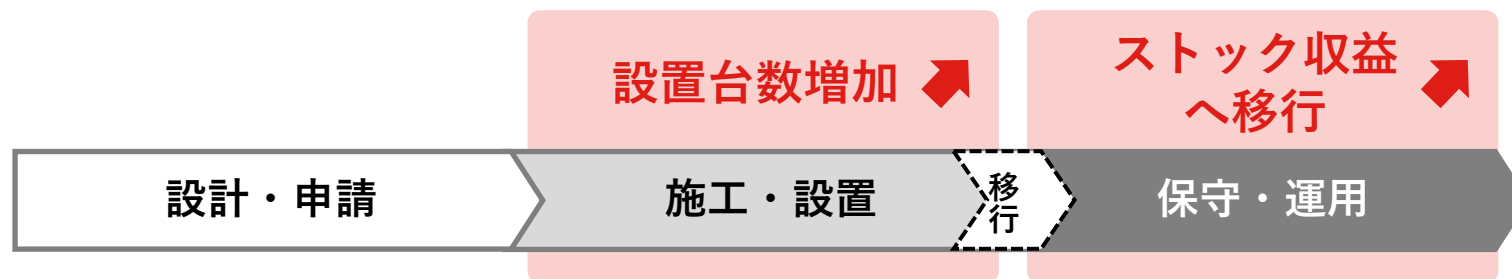 設置台数増加
ストック収益
へ移行
設計・申請
施工・設置
移
行
保守・運用